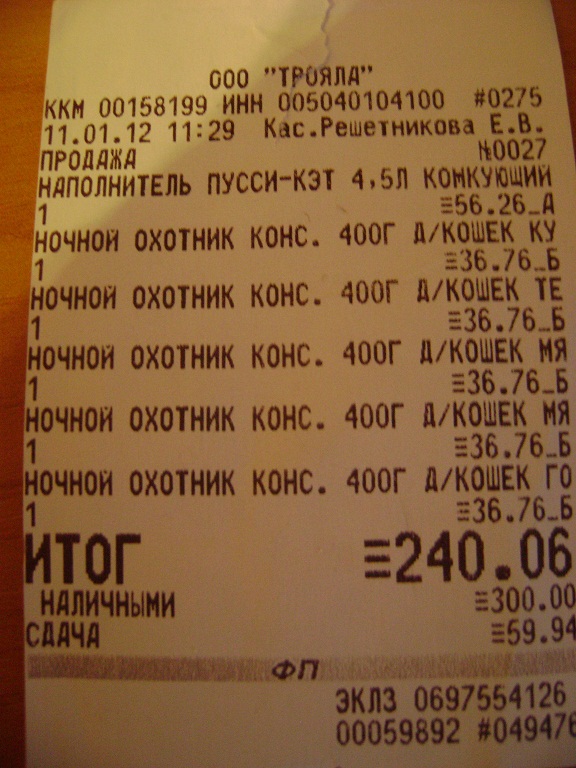 ООО "ТРОЯЛА"
ККМ 00158199 ИНН 005040104100 #0275
11.01.12 11:29 Кас.Решетникова Е.В.
ПРОДАЖА №0027
НАПОЛНИТЕЛЬ ПУССИ-КЭТ 4,5Л КОМКУЮЩИЙ
1 ≡56.26_А
НОЧНОЙ ОХОТНИК КОНС. 400Г Д/КОШЕК КУ
1 ≡36.76_Б
НОЧНОЙ ОХОТНИК КОНС. 400Г Д/КОШЕК ТЕ
1 ≡36.76_Б
НОЧНОЙ ОХОТНИК КОНС. 400Г Д/КОШЕК МЯ
1 ≡36.76_Б
НОЧНОЙ ОХОТНИК КОНС. 400Г Д/КОШЕК МЯ
1 ≡36.76_Б
НОЧНОЙ ОХОТНИК КОНС. 400Г Д/КОШЕК ГО
1 ≡36.76_Б
ИТОГ ≡240.06
НАЛИЧНЫМИ ≡300.00
СДАЧА ≡59.94
ФП
ЭКЛЗ 0697554126
00059892 #049476